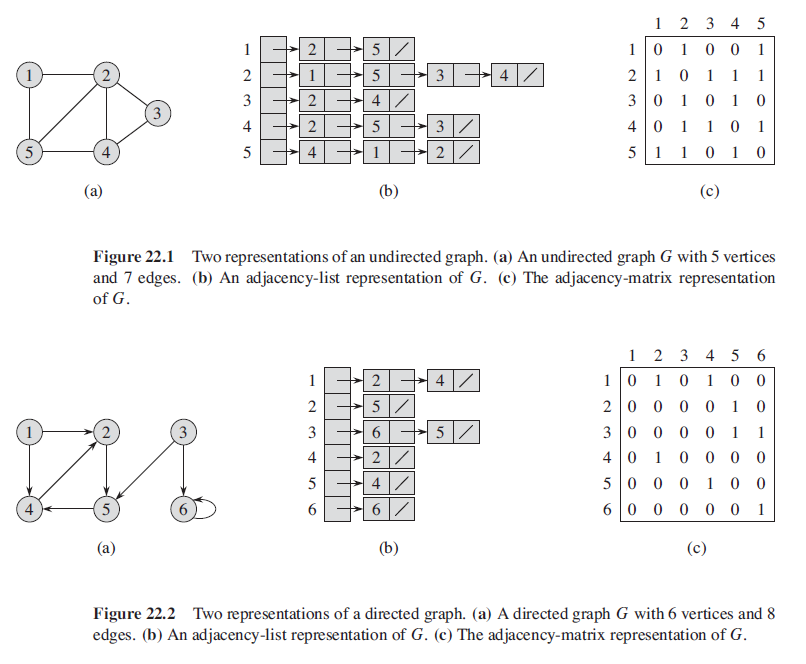 1 2 3
5 4
(a)
1 2 5
2 1 5 3 4
3 2 4
4 2 5 3
5 4 1 2
(b)
1 2 3 4 5
1 0 1 0 0 1
2 1 0 1 1 1
3 0 1 0 1 0
4 0 1 1 0 1
5 1 1 0 1 0
(c)
Figure 22.1 Two representations of an undirected graph. (a) An undirected graph G with 5 vertices
and 7 edges. (b) An adjacency-list representation of G. (c) The adjacency-matrix representation
of G.
1 2 3
4 5 6
(a)
1 2 4
2 5
3 6 5
4 2
5 4
6 6
(b)
1 2 3 4 5 6
1 0 1 0 1 0 0
2 0 0 0 0 1 0
3 0 0 0 0 1 1
4 0 1 0 0 0 0
5 0 0 0 1 0 0
6 0 0 0 0 0 1
(c)
Figure 22.2 Two representations of a directed graph. (a) A directed graph G with 6 vertices and 8
edges. (b) An adjacency-list representation of G. (c) The adjacency-matrix representation of G.